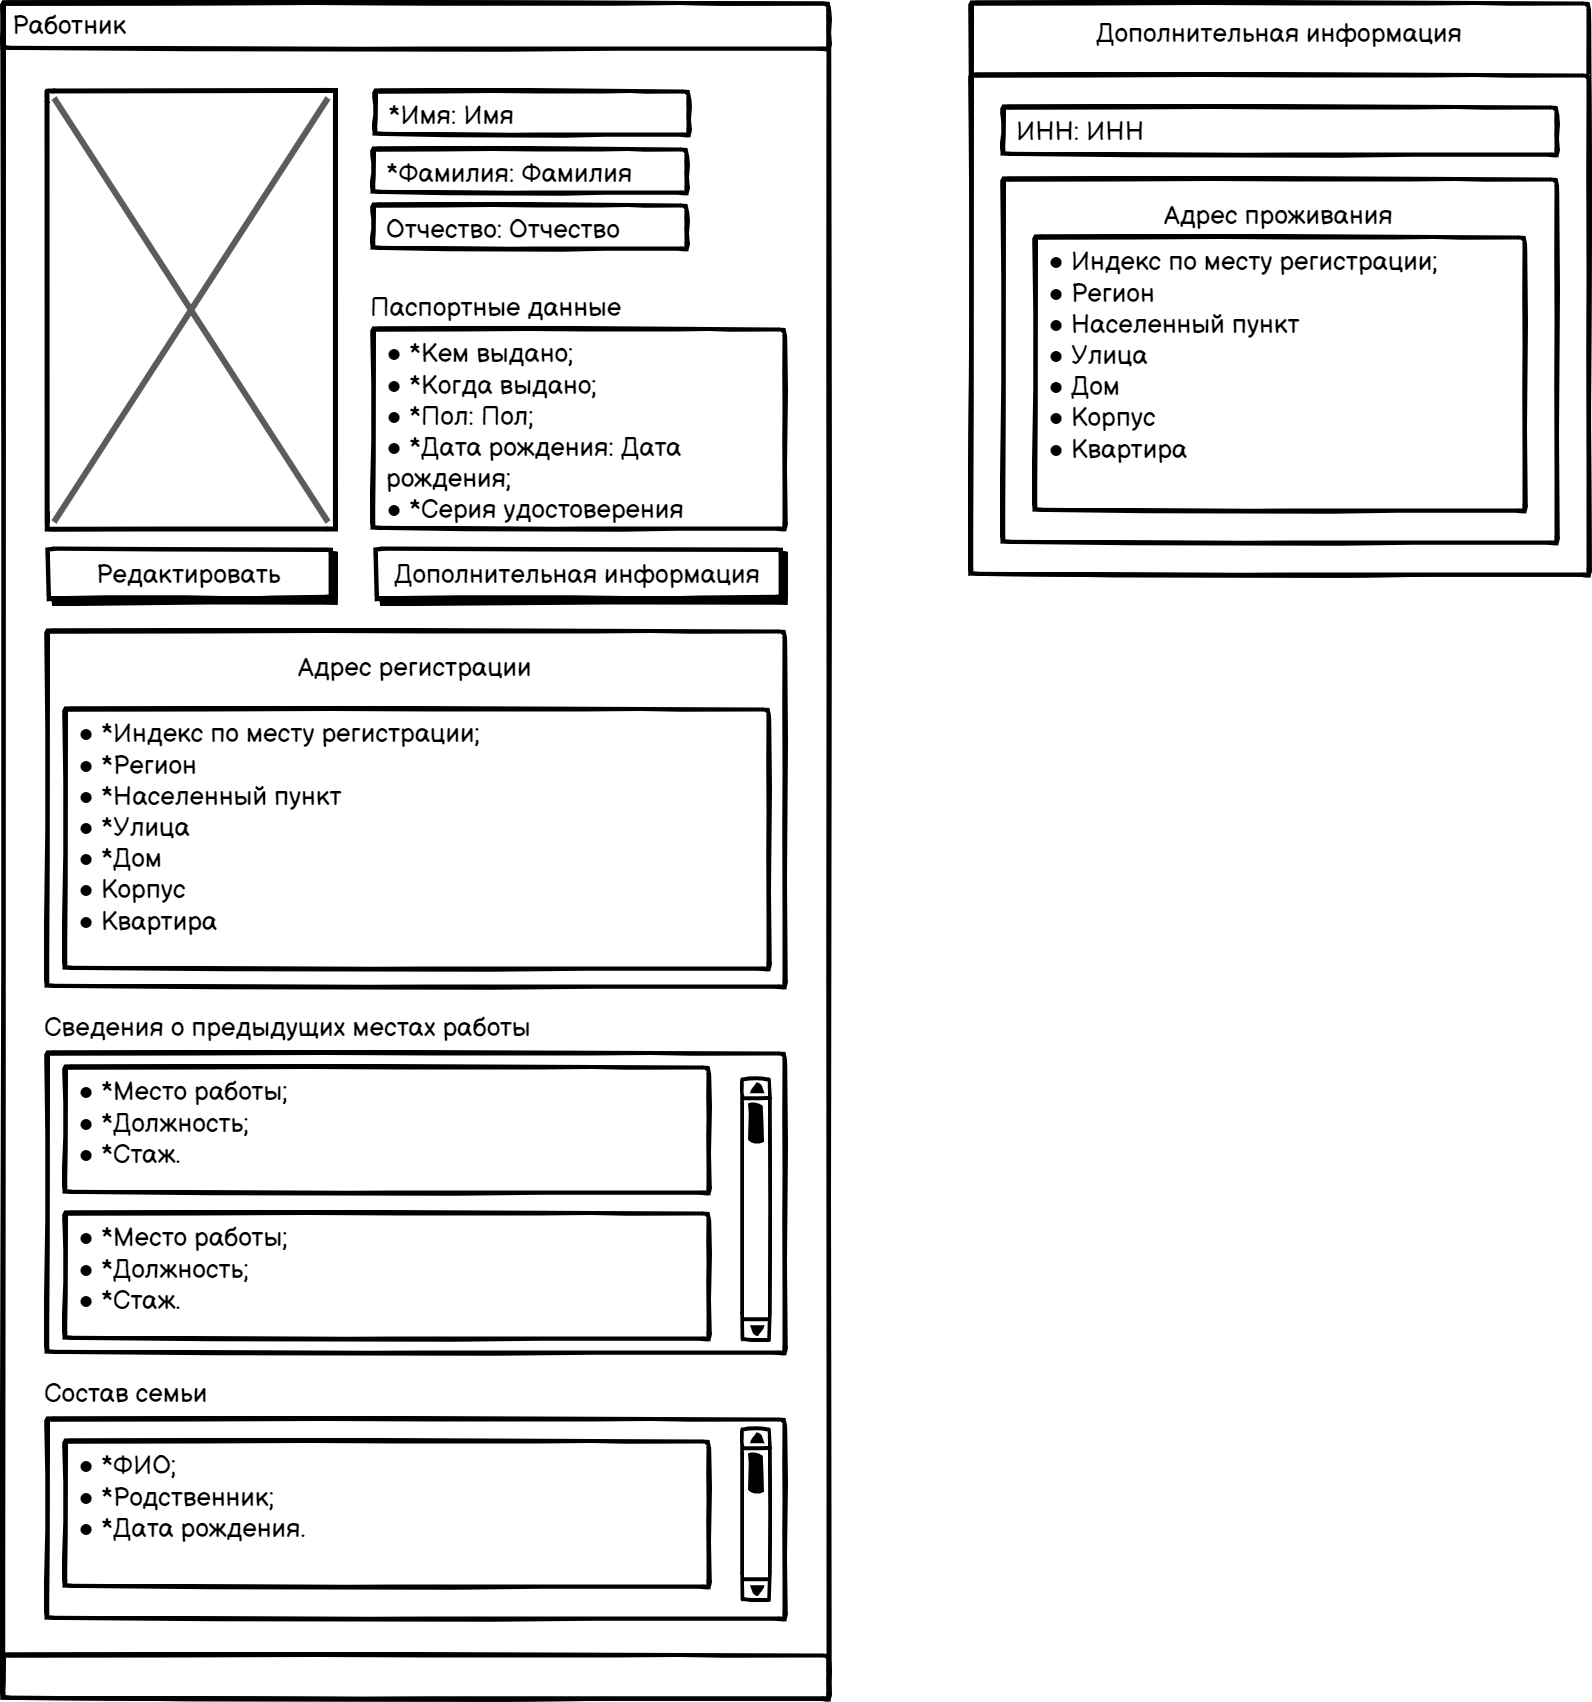 Работник
*Имя: Имя
*Фамилия: Фамилия
Отчество: Отчество
Паспортные данные
● *Кем выдано;
● *Когда выдано;
● *Пол: Пол;
● *Дата рождения: Дата
рождения;
● *Серия удостоверения
Редактировать
Дополнительная информация
Адрес регистрации
● *Индекс по месту регистрации;
● *Регион
● *Населенный пункт
● *Улица
● *Дом
● Корпус
● Квартира
Сведения о предыдущих местах работы
● *Место работы;
● *Должность;
● *Стаж.
● *Место работы;
● *Должность;
● *Стаж.
Состав семьи
● *ФИО;
● *Родственник;
● *Дата рождения.
Дополнительная информация
ИНН: ИНН
Адрес проживания
● Индекс по месту регистрации;
● Регион
● Населенный пункт
● Улица
● Дом
● Корпус
● Квартира